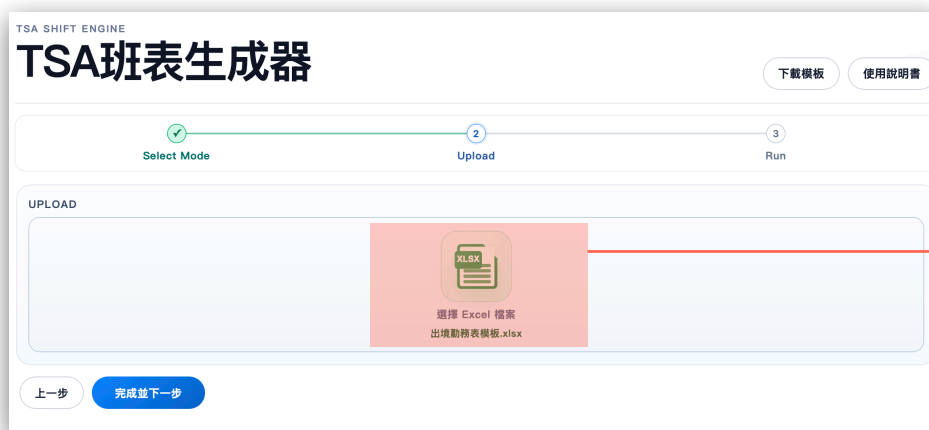 TSA SHIFT ENGINE
TSA班表生成器
下載模板
使用說明書
✓
2
3
Select Mode
Upload
Run
UPLOAD
XLSX
選擇 Excel 檔案
出境勤務表模板.xlsx
上一步
完成並下一步